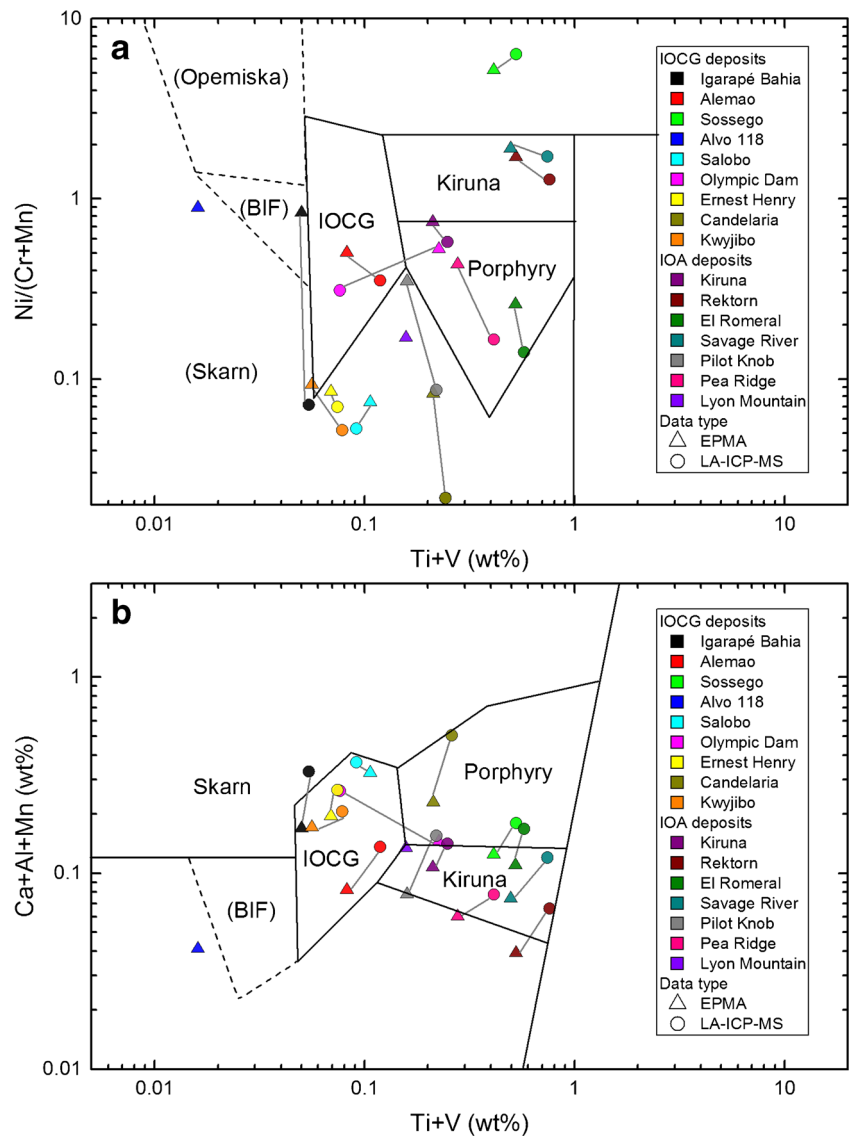 a
10
1
0.1
Ni/(Cr+Mn)
(Opemiska)
(BIF)
IOCG
Kiruna
Porphyry
(Skarn)
IOCG deposits
Igarapé Bahia
Alemao
Sossego
Alvo 118
Salobo
Olympic Dam
Ernest Henry
Candelaria
Kwyjibo
IOA deposits
Kiruna
Rektorn
El Romeral
Savage River
Pilot Knob
Pea Ridge
Lyon Mountain
Data type
EPMA
LA-ICP-MS
0.01 0.1 1 10
Ti+V (wt%)
b
1
0.1
0.01
Ca+Al+Mn (wt%)
Skarn
(BIF)
IOCG
Porphyry
Kiruna
IOCG deposits
Igarapé Bahia
Alemao
Sossego
Alvo 118
Salobo
Olympic Dam
Ernest Henry
Candelaria
Kwyjibo
IOA deposits
Kiruna
Rektorn
El Romeral
Savage River
Pilot Knob
Pea Ridge
Lyon Mountain
Data type
EPMA
LA-ICP-MS
0.01 0.1 1 10
Ti+V (wt%)